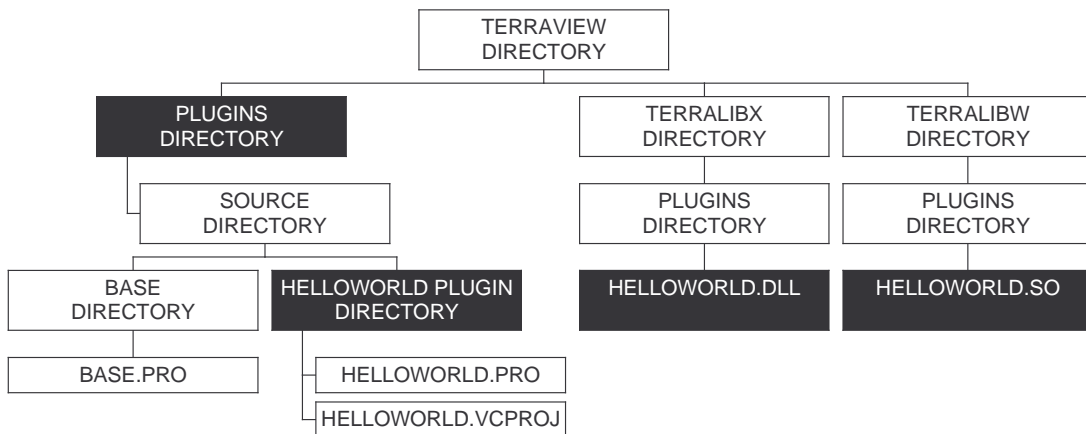 TERRAVIEW
DIRECTORY
PLUGINS
DIRECTORY
TERRALIBX
DIRECTORY
TERRALIBW
DIRECTORY
SOURCE
DIRECTORY
PLUGINS
DIRECTORY
PLUGINS
DIRECTORY
BASE
DIRECTORY
HELLOWORLD PLUGIN
DIRECTORY
HELLOWORLD.DLL
HELLOWORLD.SO
BASE.PRO
HELLOWORLD.PRO
HELLOWORLD.VCPROJ